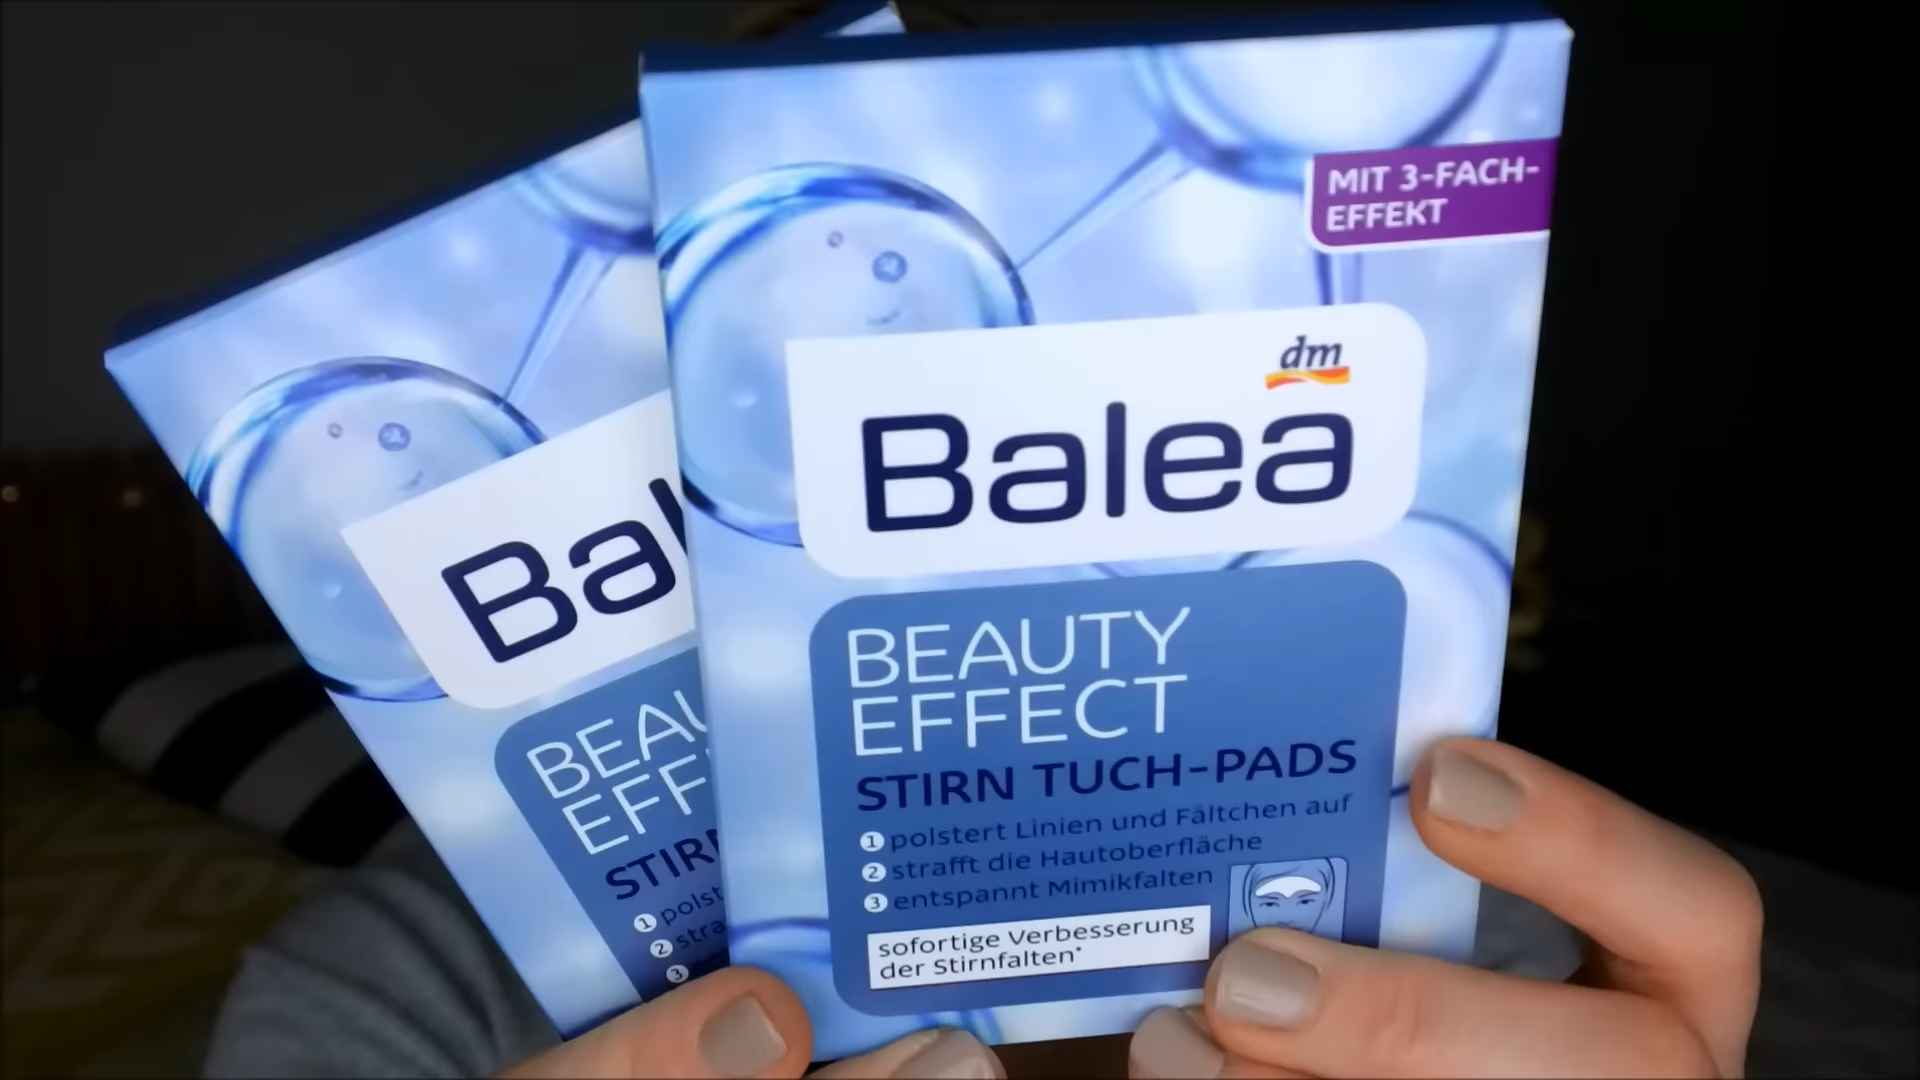 MIT 3-FACH-
EFFEKT
dm
Balea
BEAUTY
EFFECT
STIRN TUCH-PADS
1 polstert Linien und Fältchen auf
2 strafft die Hautoberfläche
3 entspannt Mimikfalten
sofortige Verbesserung
der Stirnfalten*
Bal
BEAU
EFF
STIR
1 polst
2 stra
3